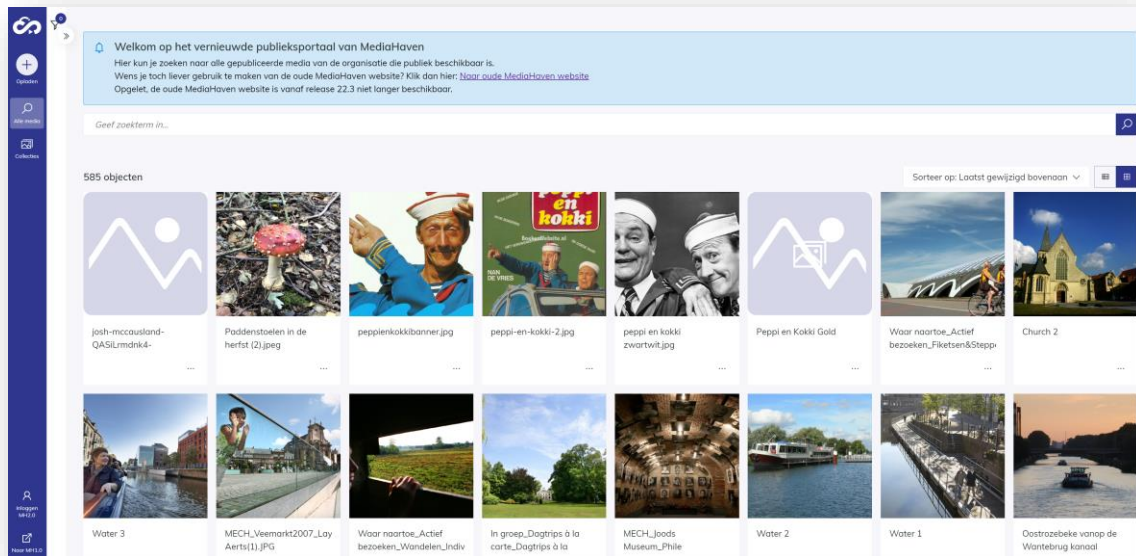 0
Opladen
Alle media
Collecties
Inloggen
MH2.0
Naar MH1.0
Welkom op het vernieuwde publieksportaal van MediaHaven
Hier kun je zoeken naar alle gepubliceerde media van de organisatie die publiek beschikbaar is.
Wens je toch liever gebruik te maken van de oude MediaHaven website? Klik dan hier: Naar oude MediaHaven website
Opgelet, de oude MediaHaven website is vanaf release 22.3 niet langer beschikbaar.
Geef zoekterm in...
585 objecten
Sorteer op: Laatst gewijzigd bovenaan
en
kokki
NAN
DE VRIES
josh-mccausland-
QASiLrmdnk4-
Paddenstoelen in de
herfst (2).jpeg
peppienkokkibanner.jpg
peppi-en-kokki-2.jpg
peppi en kokki
zwartwit.jpg
Peppi en Kokki Gold
Waar naartoe_Actief
bezoeken_Fiketsen&Stepp
Church 2
... ... ... ... ... ... ... ...
Water 3
MECH_Veemarkt2007_Lay
Aerts(1).JPG
Waar naartoe_Actief
bezoeken_Wandelen_Indiv
In groep_Dagtrips à la
carte_Dagtrips à la
MECH_Joods
Museum_Phile
Water 2
Water 1
Oostrozebeke vanop de
Wantebrug kanaal